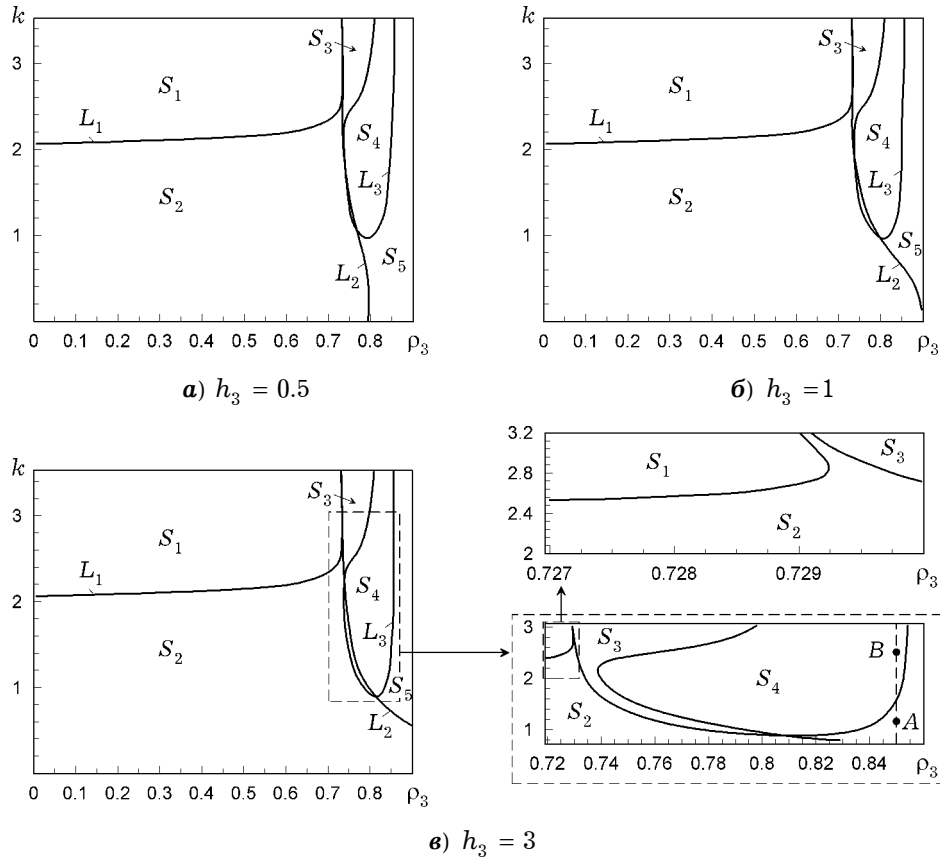 k
3
2
1
0 0.1 0.2 0.3 0.4 0.5 0.6 0.7 0.8 ρ₃
S₁
S₂
S₃
S₄
S₅
L₁
L₂
L₃
а) h₃ = 0.5
k
3
2
1
0 0.1 0.2 0.3 0.4 0.5 0.6 0.7 0.8 ρ₃
S₁
S₂
S₃
S₄
S₅
L₁
L₂
L₃
б) h₃ =1
k
3
2
1
0 0.1 0.2 0.3 0.4 0.5 0.6 0.7 0.8 ρ₃
S₁
S₂
S₃
S₄
S₅
L₁
L₂
L₃
3.2
2.8
2.4
2
0.727 0.728 0.729 ρ₃
S₁
S₂
S₃
3
2
1
0.72 0.74 0.76 0.78 0.8 0.82 0.84 ρ₃
S₃
S₂
S₄
B
A
в) h₃ = 3